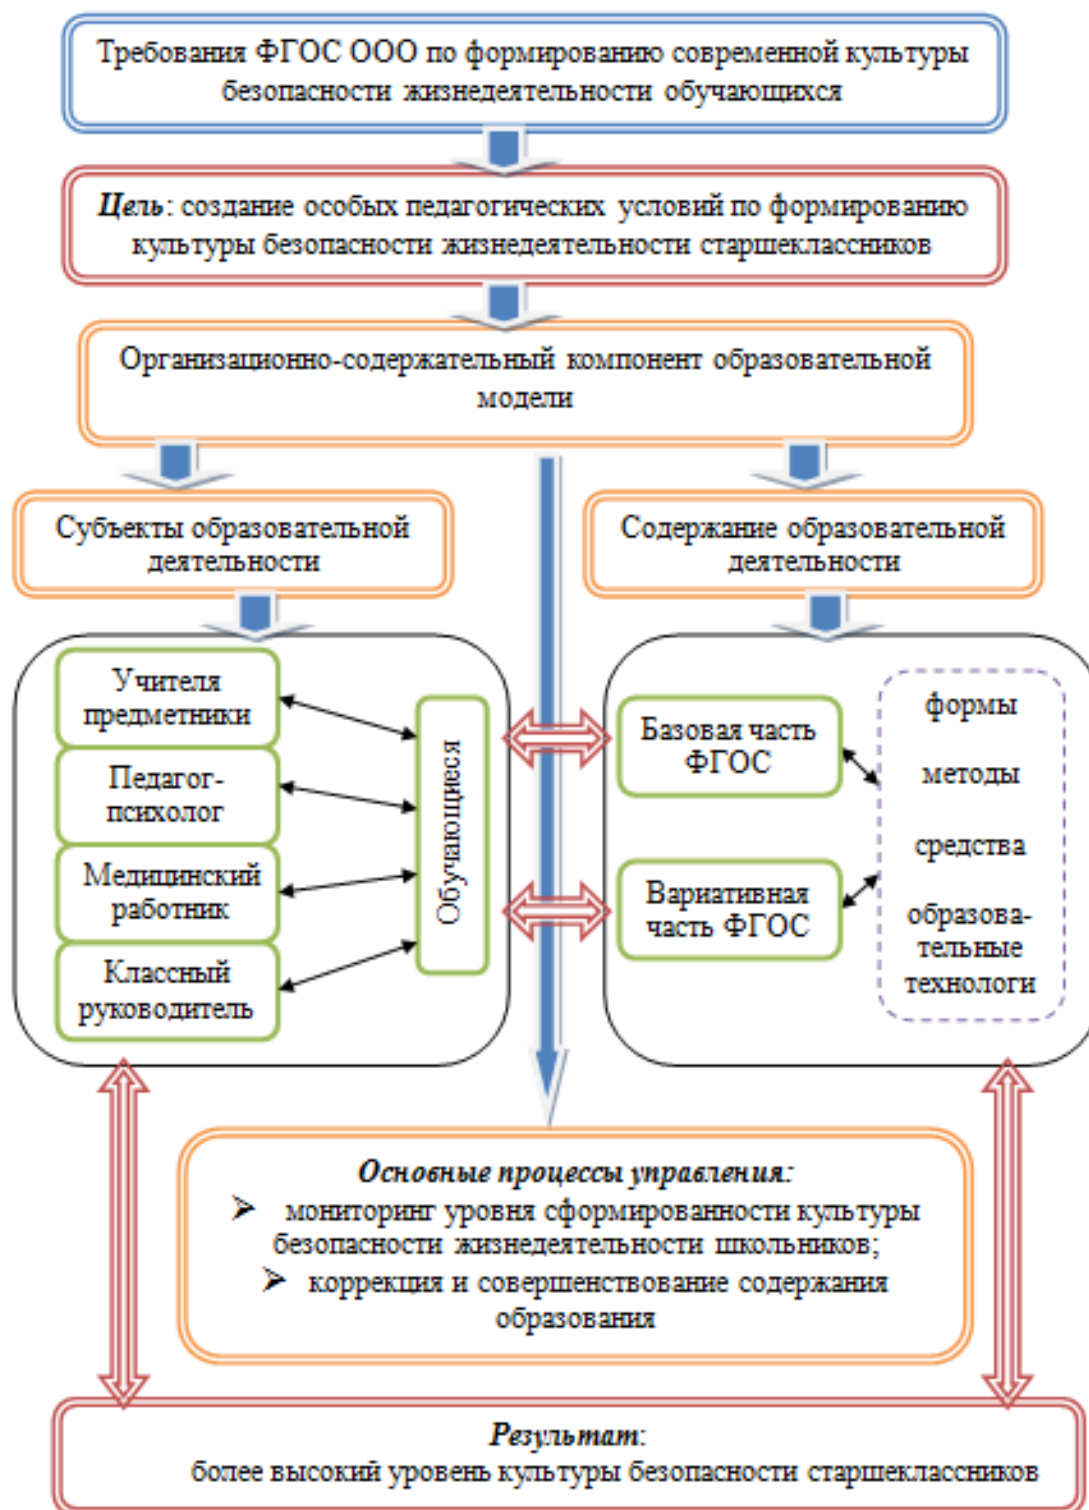 Требования ФГОС ООО по формированию современной культуры
безопасности жизнедеятельности обучающихся
Цель: создание особых педагогических условий по формированию
культуры безопасности жизнедеятельности старшеклассников
Организационно-содержательный компонент образовательной
модели
Субъекты образовательной
деятельности
Содержание образовательной
деятельности
Учителя
предметники
Педагог-
психолог
Медицинский
работник
Классный
руководитель
Обучающиеся
Базовая часть
ФГОС
Вариативная
часть ФГОС
формы
методы
средства
образова-
тельные
технологи
Основные процессы управления:
➢ мониторинг уровня сформированности культуры
безопасности жизнедеятельности школьников;
➢ коррекция и совершенствование содержания
образования
Результат:
более высокий уровень культуры безопасности старшеклассников